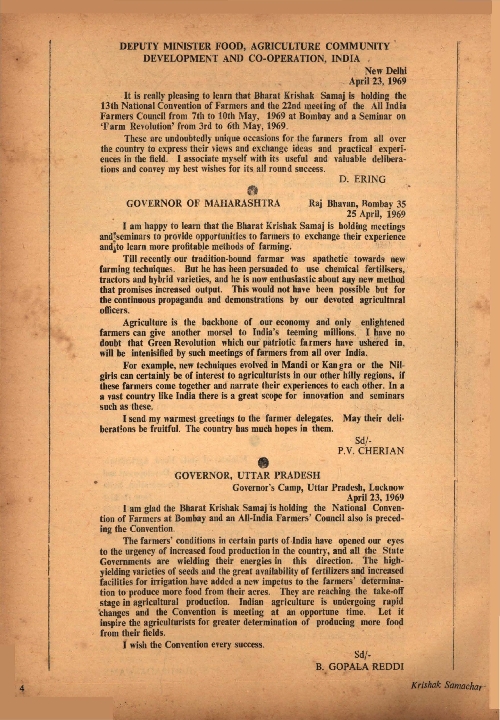 DEPUTY MINISTER FOOD, AGRICULTURE COMMUNITY
DEVELOPMENT AND CO-OPERATION, INDIA
New Delhi
April 23, 1969
It is really pleasing to learn that Bharat Krishak Samaj is holding the
13th National Convention of Farmers and the 22nd meeting of the All India
Farmers Council from 7th to 10th May, 1969 at Bombay and a Seminar on
'Farm Revolution' from 3rd to 6th May, 1969.
These are undoubtedly unique occasions for the farmers from all over
the country to express their views and exchange ideas and practical experi-
ences in the field. I associate myself with its useful and valuable delibera-
tions and convey my best wishes for its all round success.
D. ERING
GOVERNOR OF MAHARASHTRA Raj Bhavan, Bombay 35
25 April, 1969
I am happy to learn that the Bharat Krishak Samaj is holding meetings
and seminars to provide opportunities to farmers to exchange their experience
and to learn more profitable methods of farming.
Till recently our tradition-bound farmar was apathetic towards new
farming techniques. But he has been persuaded to use chemical fertilisers,
tractors and hybrid varieties, and he is now enthusiastic about any new method
that promises increased output. This would not have been possible but for
the continuous propaganda and demonstrations by our devoted agricultral
officers.
Agriculture is the backbone of our economy and only enlightened
farmers can give another morsel to India's teeming millions. I have no
doubt that Green Revolution which our patriotic farmers have ushered in,
will be intenisified by such meetings of farmers from all over India.
For example, new techniques evolved in Mandi or Kangra or the Nil-
giris can certainly be of interest to agriculturists in our other hilly regions, if
these farmers come together and narrate their experiences to each other. In a
a vast country like India there is a great scope for innovation and seminars
such as these.
I send my warmest greetings to the farmer delegates. May their deli-
berations be fruitful. The country has much hopes in them.
Sd/-
P.V. CHERIAN
GOVERNOR, UTTAR PRADESH
Governor's Camp, Uttar Pradesh, Lucknow
April 23, 1969
I am glad the Bharat Krishak Samaj is holding the National Conven-
tion of Farmers at Bombay and an All-India Farmers' Council also is preced-
ing the Convention.
The farmers' conditions in certain parts of India have opened our eyes
to the urgency of increased food production in the country, and all the State
Governments are wielding their energies in this direction. The high-
yielding varieties of seeds and the great availability of fertilizers and increased
facilities for irrigation have added a new impetus to the farmers' determina-
tion to produce more food from their acres. They are reaching the take-off
stage in agricultural production. Indian agriculture is undergoing rapid
changes and the Convention is meeting at an opportune time. Let it
inspire the agriculturists for greater determination of producing more food
from their fields.
I wish the Convention every success.
Sd/-
B. GOPALA REDDI
4
Krishak Samachar